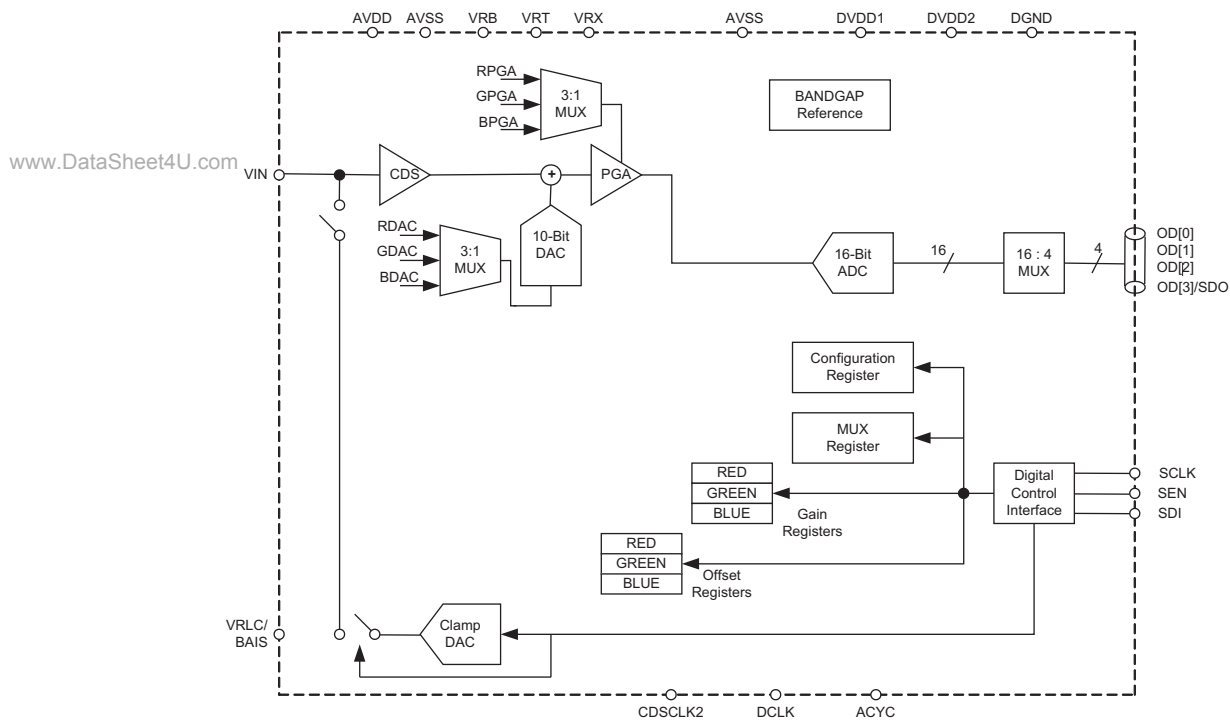 AVDD AVSS VRB VRT VRX AVSS DVDD1 DVDD2 DGND
RPGA
GPGA
BPGA
3:1
MUX
BANDGAP
Reference
www.DataSheet4U.com
VIN
CDS
+
PGA
RDAC
GDAC
BDAC
3:1
MUX
10-Bit
DAC
16-Bit
ADC
16
16 : 4
MUX
4
OD[0]
OD[1]
OD[2]
OD[3]/SDO
Configuration
Register
MUX
Register
RED
GREEN
BLUE
Gain
Registers
Digital
Control
Interface
SCLK
SEN
SDI
RED
GREEN
BLUE
Offset
Registers
VRLC/
BAIS
Clamp
DAC
CDSCLK2 DCLK ACYC